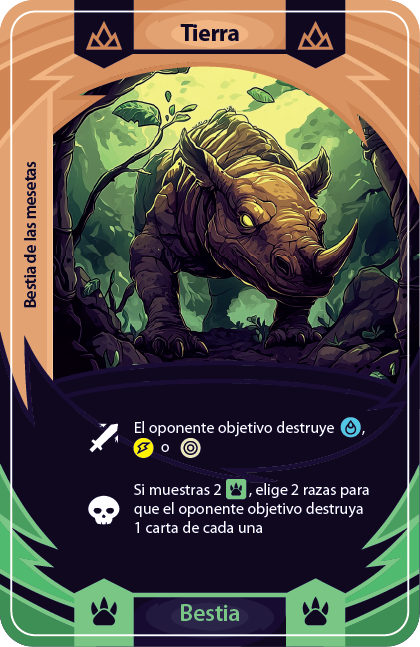 Tierra
Bestia de las mesetas
El oponente objetivo destruye ,
o
Si muestras 2 , elige 2 razas para
que el oponente objetivo destruya
1 carta de cada una
Bestia